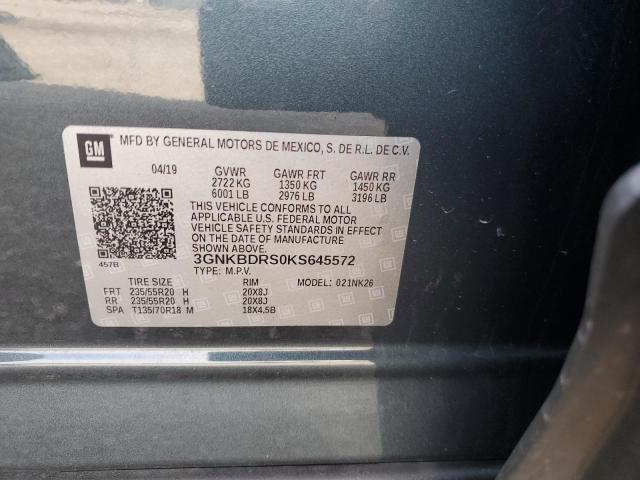 GM
MFD BY GENERAL MOTORS DE MEXICO, S. DE R.L. DE C.V.
04/19 GVWR GAWR FRT GAWR RR
2722 KG 1350 KG 1450 KG
6001 LB 2976 LB 3196 LB
THIS VEHICLE CONFORMS TO ALL
APPLICABLE U.S. FEDERAL MOTOR
VEHICLE SAFETY STANDARDS IN EFFECT
ON THE DATE OF MANUFACTURE
SHOWN ABOVE.
3GNKBDRS0KS645572
457B
TYPE: M.P.V.
TIRE SIZE RIM MODEL: 021NK26
FRT 235/55R20 H 20X8J
RR 235/55R20 H 20X8J
SPA T135/70R18 M 18X4.5B